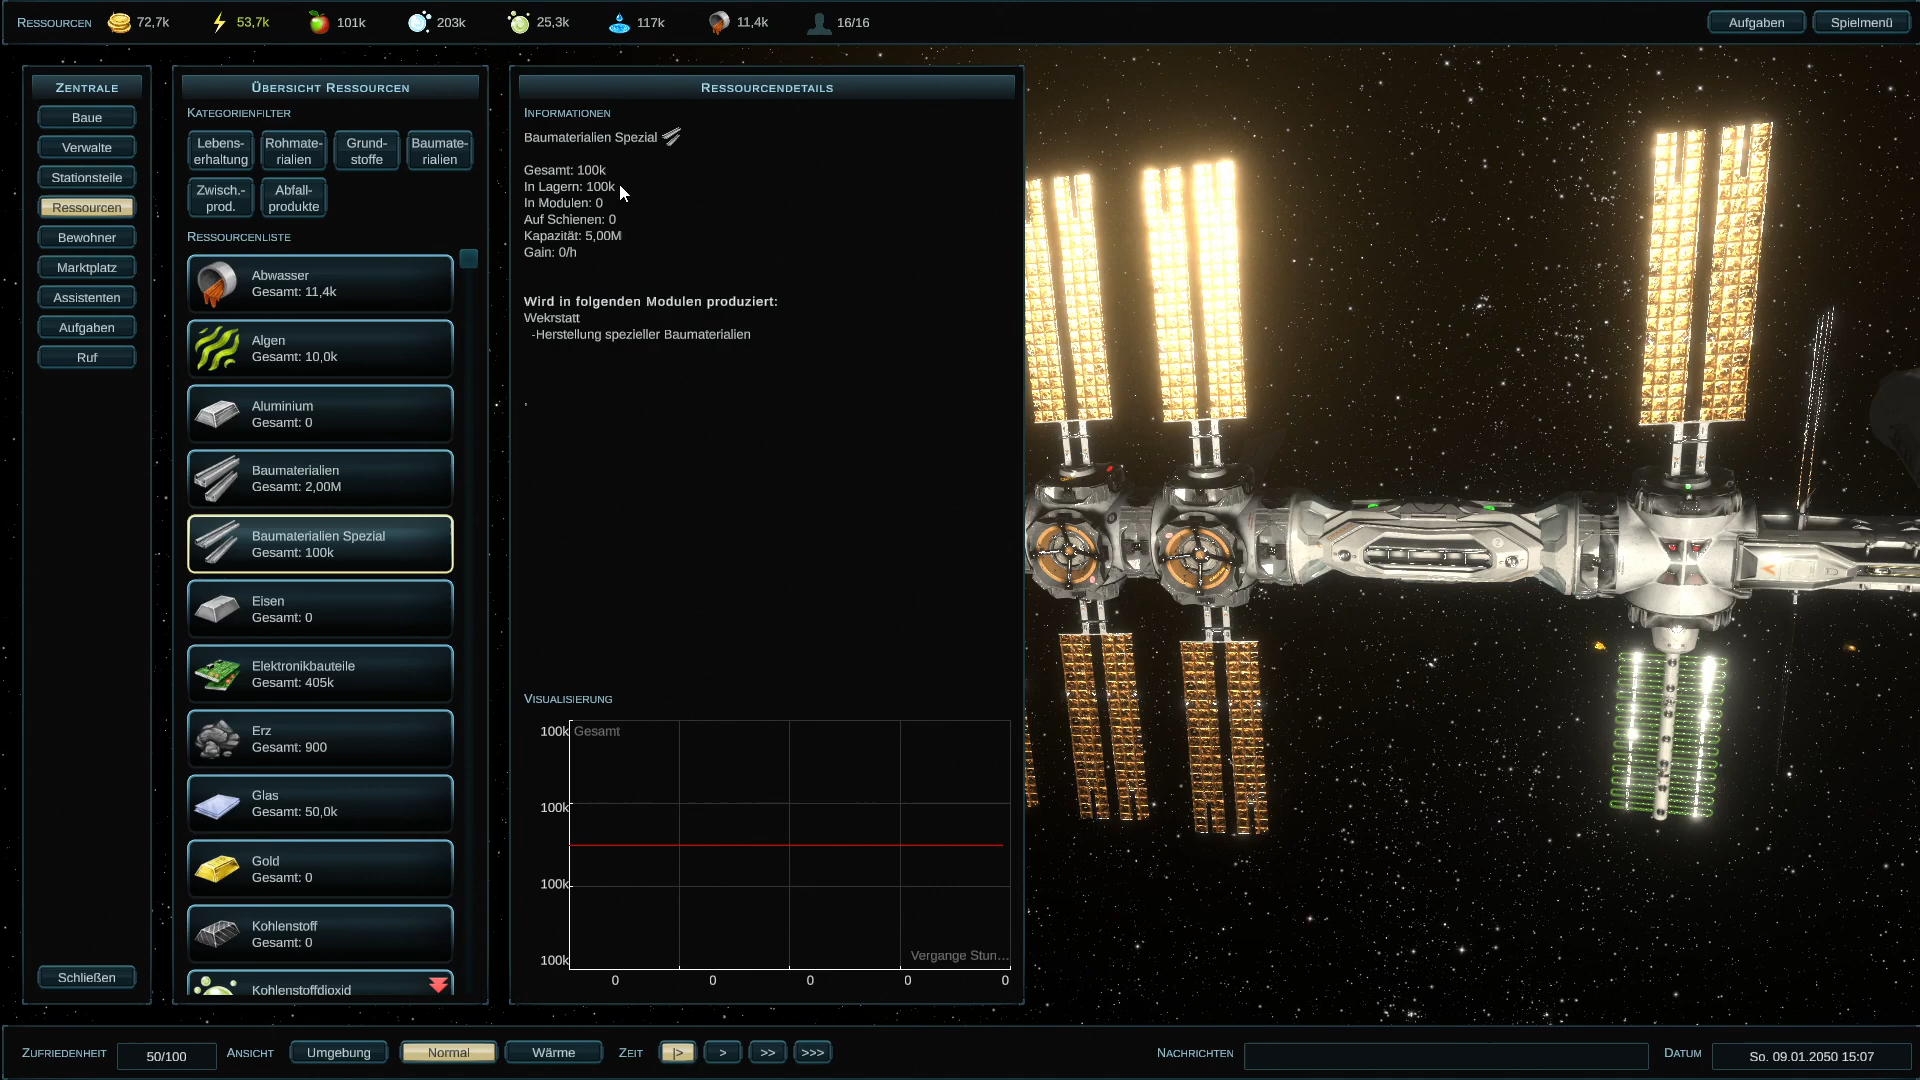 Ressourcen 72,7k 53,7k 101k 203k 25,3k 117k 11,4k 16/16 Aufgaben Spielmenü
Zentrale
Baue
Verwalte
Stationsteile
Ressourcen
Bewohner
Marktplatz
Assistenten
Aufgaben
Ruf
Schließen
Übersicht Ressourcen
Kategorienfilter
Lebens-
erhaltung
Rohmate-
rialien
Grund-
stoffe
Baumate-
rialien
Zwisch.-
prod.
Abfall-
produkte
Ressourcenliste
Abwasser
Gesamt: 11,4k
Algen
Gesamt: 10,0k
Aluminium
Gesamt: 0
Baumaterialien
Gesamt: 2,00M
Baumaterialien Spezial
Gesamt: 100k
Eisen
Gesamt: 0
Elektronikbauteile
Gesamt: 405k
Erz
Gesamt: 900
Glas
Gesamt: 50,0k
Gold
Gesamt: 0
Kohlenstoff
Gesamt: 0
Kohlenstoffdioxid
Ressourcendetails
Informationen
Baumaterialien Spezial
Gesamt: 100k
In Lagern: 100k
In Modulen: 0
Auf Schienen: 0
Kapazität: 5,00M
Gain: 0/h
Wird in folgenden Modulen produziert:
Wekrstatt
-Herstellung spezieller Baumaterialien
Visualisierung
100k Gesamt
100k
100k
100k
Vergange Stun...
0 0 0 0 0
Zufriedenheit 50/100 Ansicht Umgebung Normal Wärme Zeit |> > >> >>> Nachrichten Datum So. 09.01.2050 15:07